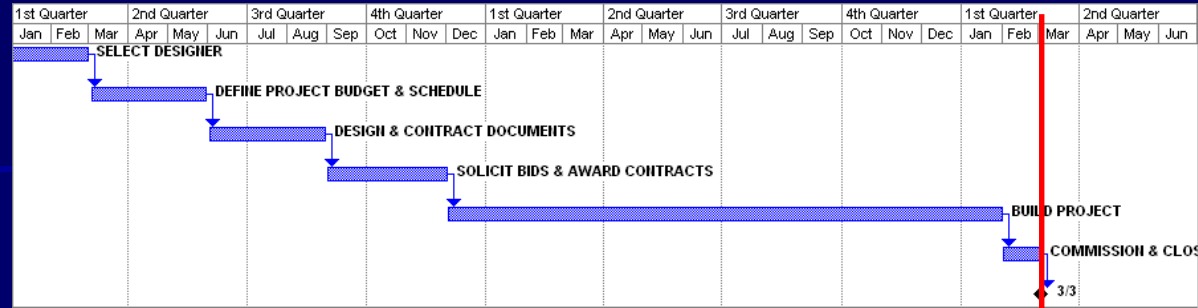 1st Quarter 2nd Quarter 3rd Quarter 4th Quarter 1st Quarter 2nd Quarter 3rd Quarter 4th Quarter 1st Quarter 2nd Quarter
Jan Feb Mar Apr May Jun Jul Aug Sep Oct Nov Dec Jan Feb Mar Apr May Jun Jul Aug Sep Oct Nov Dec Jan Feb Mar Apr May Jun
SELECT DESIGNER
DEFINE PROJECT BUDGET & SCHEDULE
DESIGN & CONTRACT DOCUMENTS
SOLICIT BIDS & AWARD CONTRACTS
BUILD PROJECT
COMMISSION & CLOS
3/3